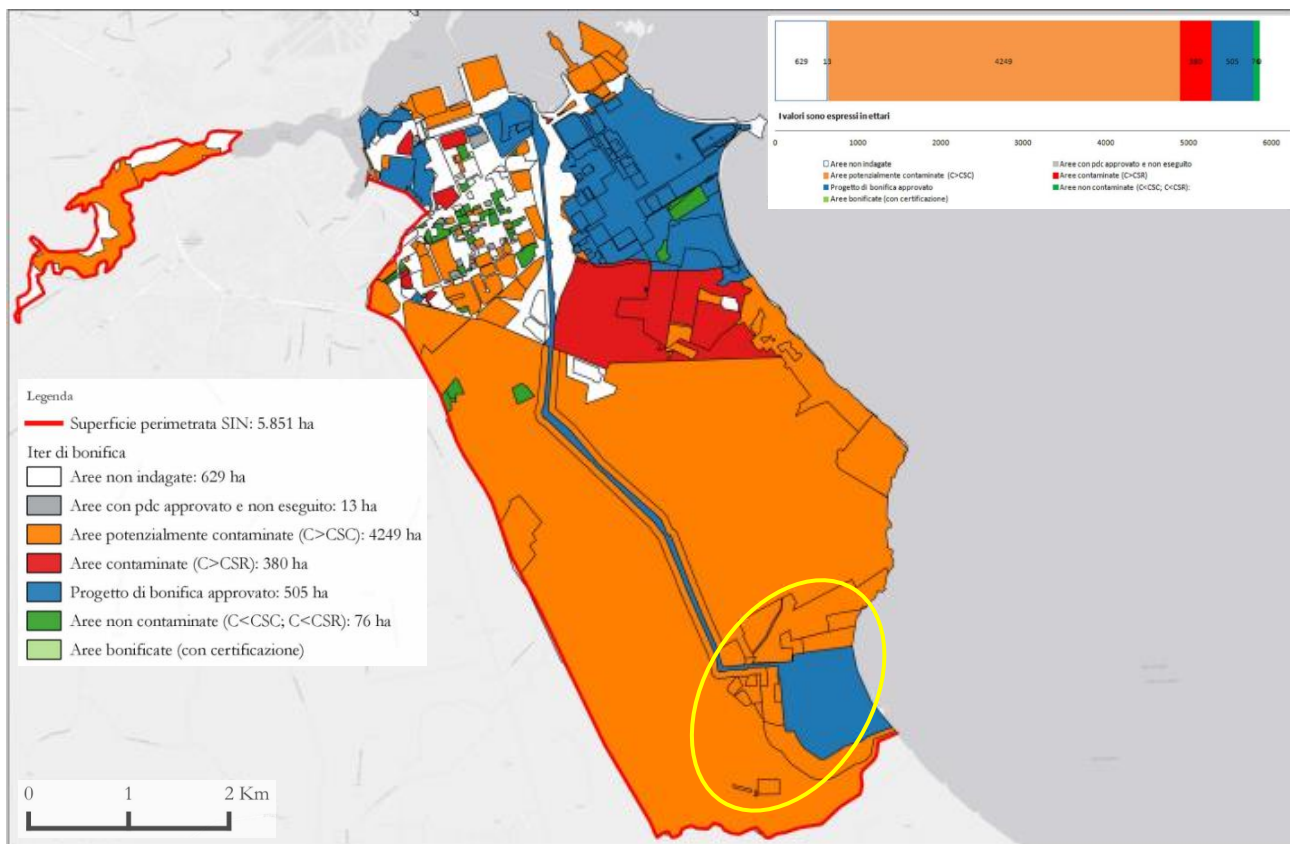 629
13
4249
380
505
I valori sono espressi in ettari
0 1000 2000 3000 4000 5000 6000
Aree non indagate
Aree con pdc approvato e non eseguito
Aree potenzialmente contaminate (C>CSC)
Aree contaminate (C>CSR)
Progetto di bonifica approvato
Aree non contaminate (C<CSC; C<CSR):
Aree bonificate (con certificazione)
Legenda
Superficie perimetrata SIN: 5.851 ha
Iter di bonifica
Aree non indagate: 629 ha
Aree con pdc approvato e non eseguito: 13 ha
Aree potenzialmente contaminate (C>CSC): 4249 ha
Aree contaminate (C>CSR): 380 ha
Progetto di bonifica approvato: 505 ha
Aree non contaminate (C<CSC; C<CSR): 76 ha
Aree bonificate (con certificazione)
0 1 2 Km